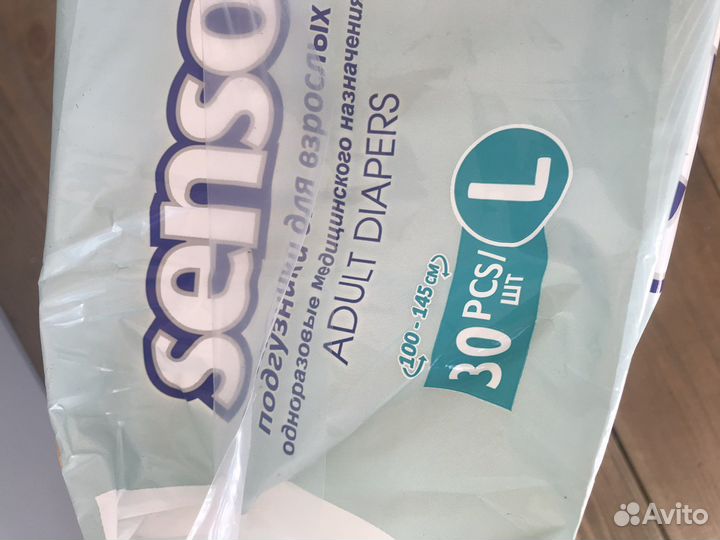 senso
подгузники для взрослых
одноразовые медицинского назначения
ADULT DIAPERS
L
100 - 145 см
30 PCS/
ШТ
Avito